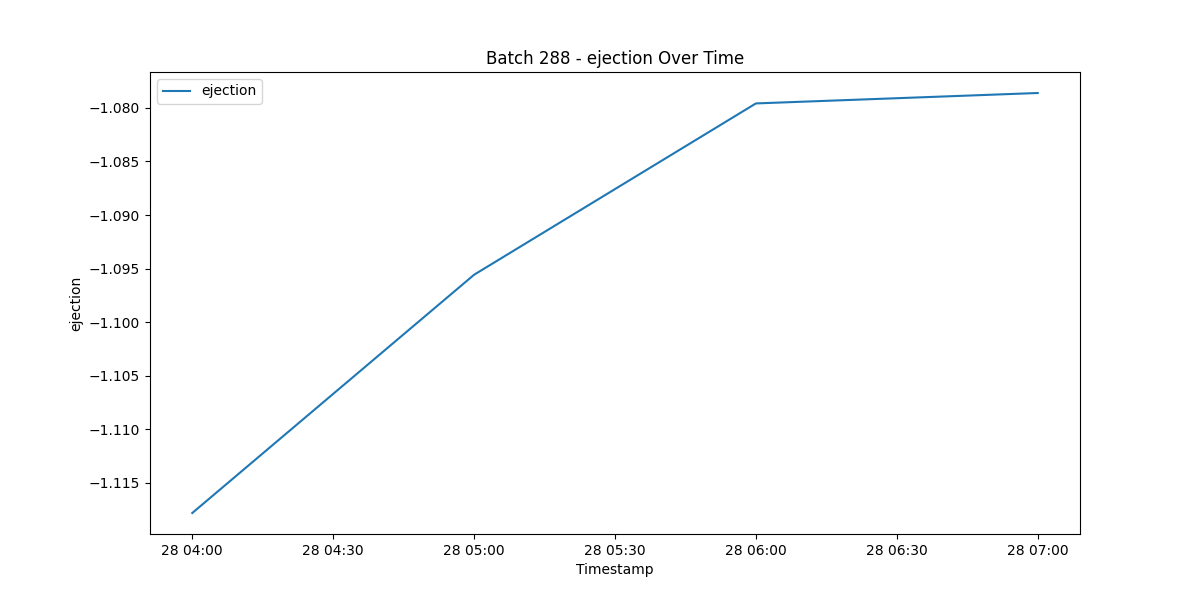 Batch 288 - ejection Over Time
ejection
−1.080
−1.085
−1.090
−1.095
−1.100
−1.105
−1.110
−1.115
ejection
28 04:00 28 04:30 28 05:00 28 05:30 28 06:00 28 06:30 28 07:00
Timestamp